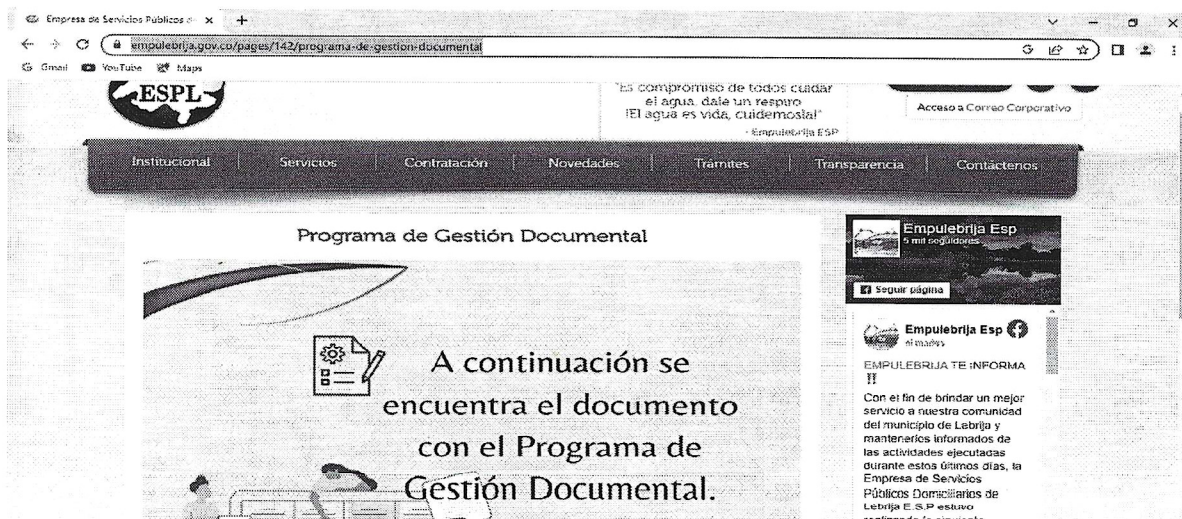 Empresa de Servicios Públicos d
empulebrija.gov.co/pages/142/programa-de-gestion-documental
Gmail YouTube Maps
ESPL
"Es compromiso de todos cuidar
el agua, dale un respiro
!El agua es vida, cuidemosla!"
- Empulebrija ESP
Acceso a Correo Corporativo
Institucional Servicios Contratación Novedades Trámites Transparencia Contáctenos
Programa de Gestión Documental
A continuación se
encuentra el documento
con el Programa de
Gestión Documental.
Empulebrija Esp
5 mil seguidores
Seguir página
Empulebrija Esp
el martes
EMPULEBRIJA TE INFORMA
!!
Con el fin de brindar un mejor
servicio a nuestra comunidad
del municipio de Lebrija y
mantenerlos informados de
las actividades ejecutadas
durante estos últimos días, la
Empresa de Servicios
Públicos Domiciliarios de
Lebrija E.S.P estuvo